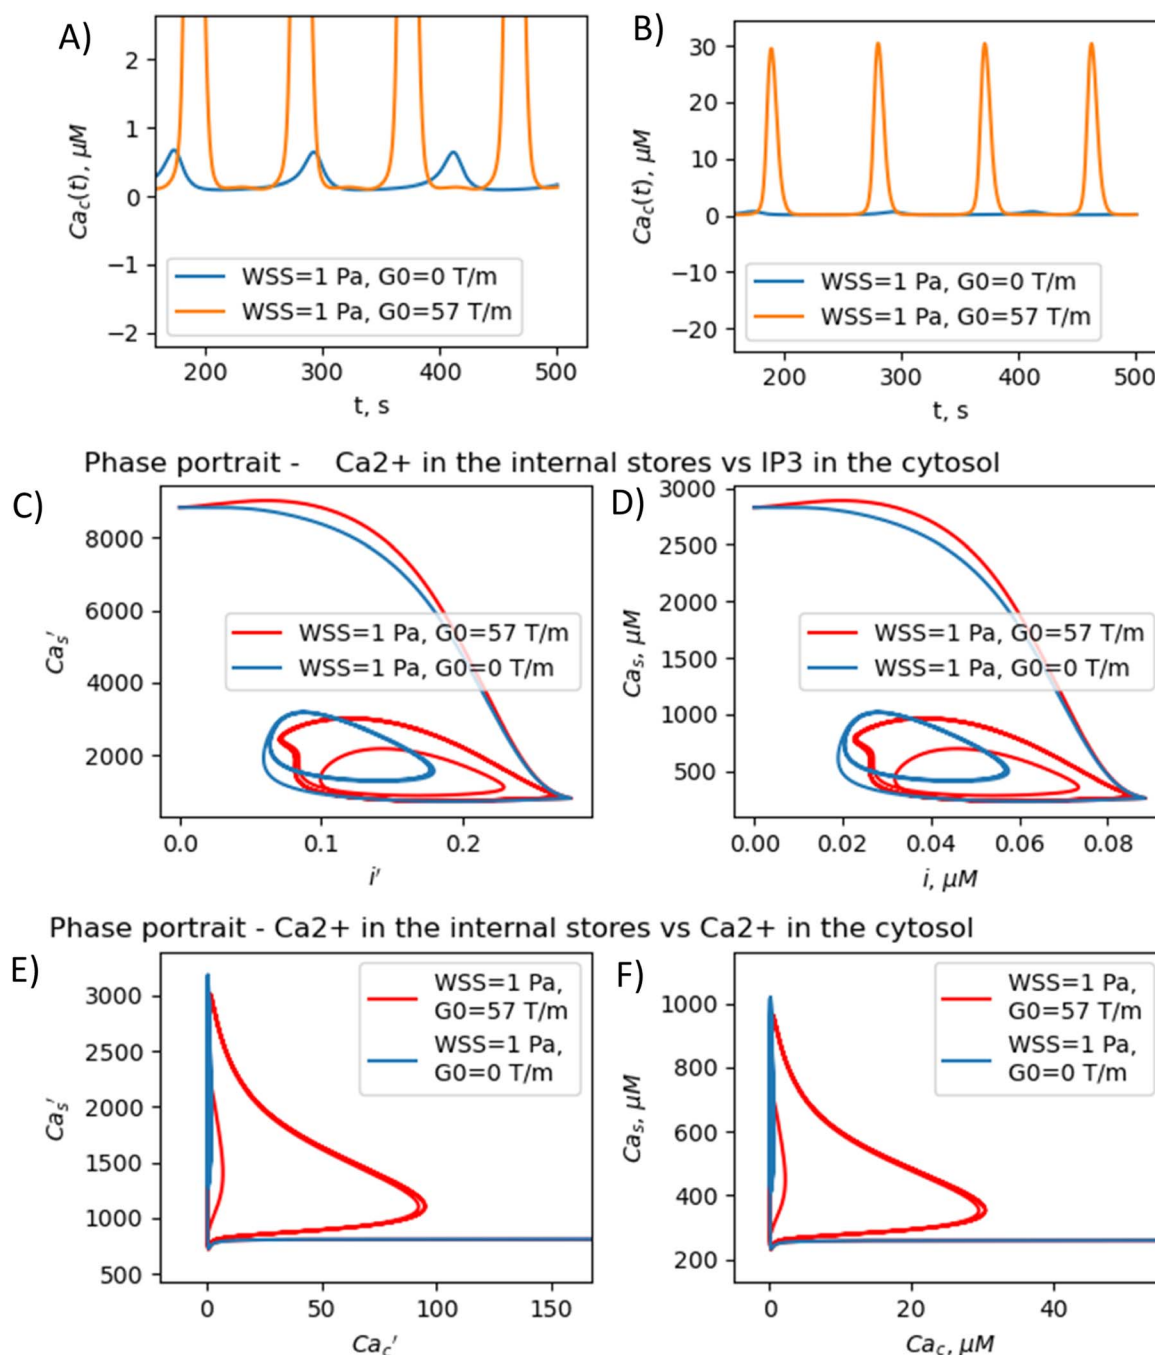 A)
B)
2
1
0
−1
−2
Ca_c(t), μM
WSS=1 Pa, G0=0 T/m
WSS=1 Pa, G0=57 T/m
200 300 400 500
t, s
30
20
10
0
−10
−20
Ca_c(t), μM
WSS=1 Pa, G0=0 T/m
WSS=1 Pa, G0=57 T/m
200 300 400 500
t, s
Phase portrait - Ca2+ in the internal stores vs IP3 in the cytosol
C)
8000
6000
4000
2000
Ca_s′
WSS=1 Pa, G0=57 T/m
WSS=1 Pa, G0=0 T/m
0.0 0.1 0.2
i′
D)
3000
2500
2000
1500
1000
500
Ca_s, μM
WSS=1 Pa, G0=57 T/m
WSS=1 Pa, G0=0 T/m
0.00 0.02 0.04 0.06 0.08
i, μM
Phase portrait - Ca2+ in the internal stores vs Ca2+ in the cytosol
E)
3000
2500
2000
1500
1000
500
Ca_s′
WSS=1 Pa,
G0=57 T/m
WSS=1 Pa,
G0=0 T/m
0 50 100 150
Ca_c′
F)
1000
800
600
400
200
Ca_s, μM
WSS=1 Pa,
G0=57 T/m
WSS=1 Pa,
G0=0 T/m
0 20 40
Ca_c, μM